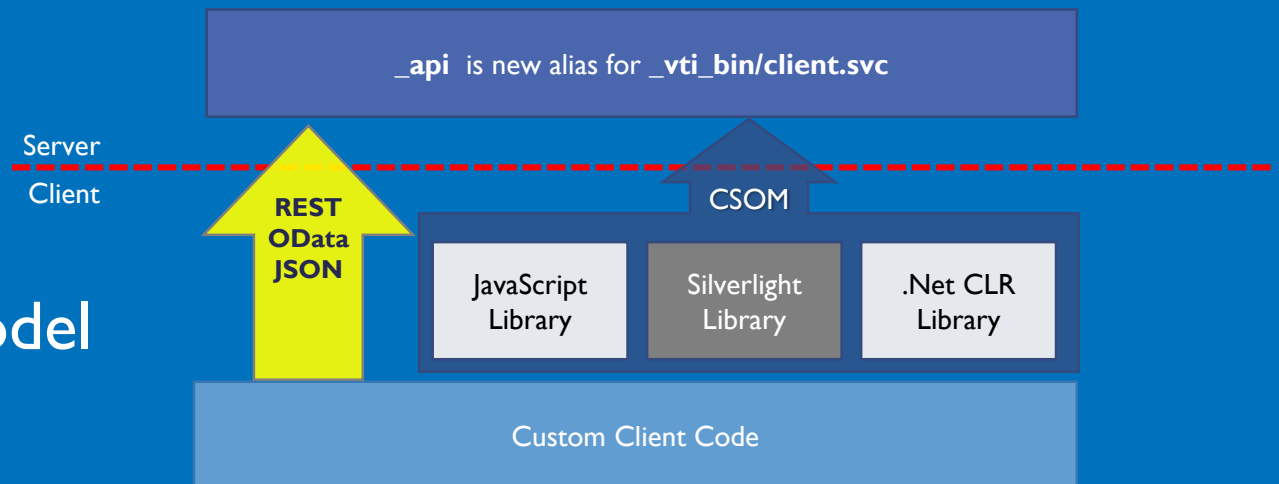 _api is new alias for _vti_bin/client.svc
Server
Client
REST
OData
JSON
CSOM
JavaScript
Library
Silverlight
Library
.Net CLR
Library
Custom Client Code